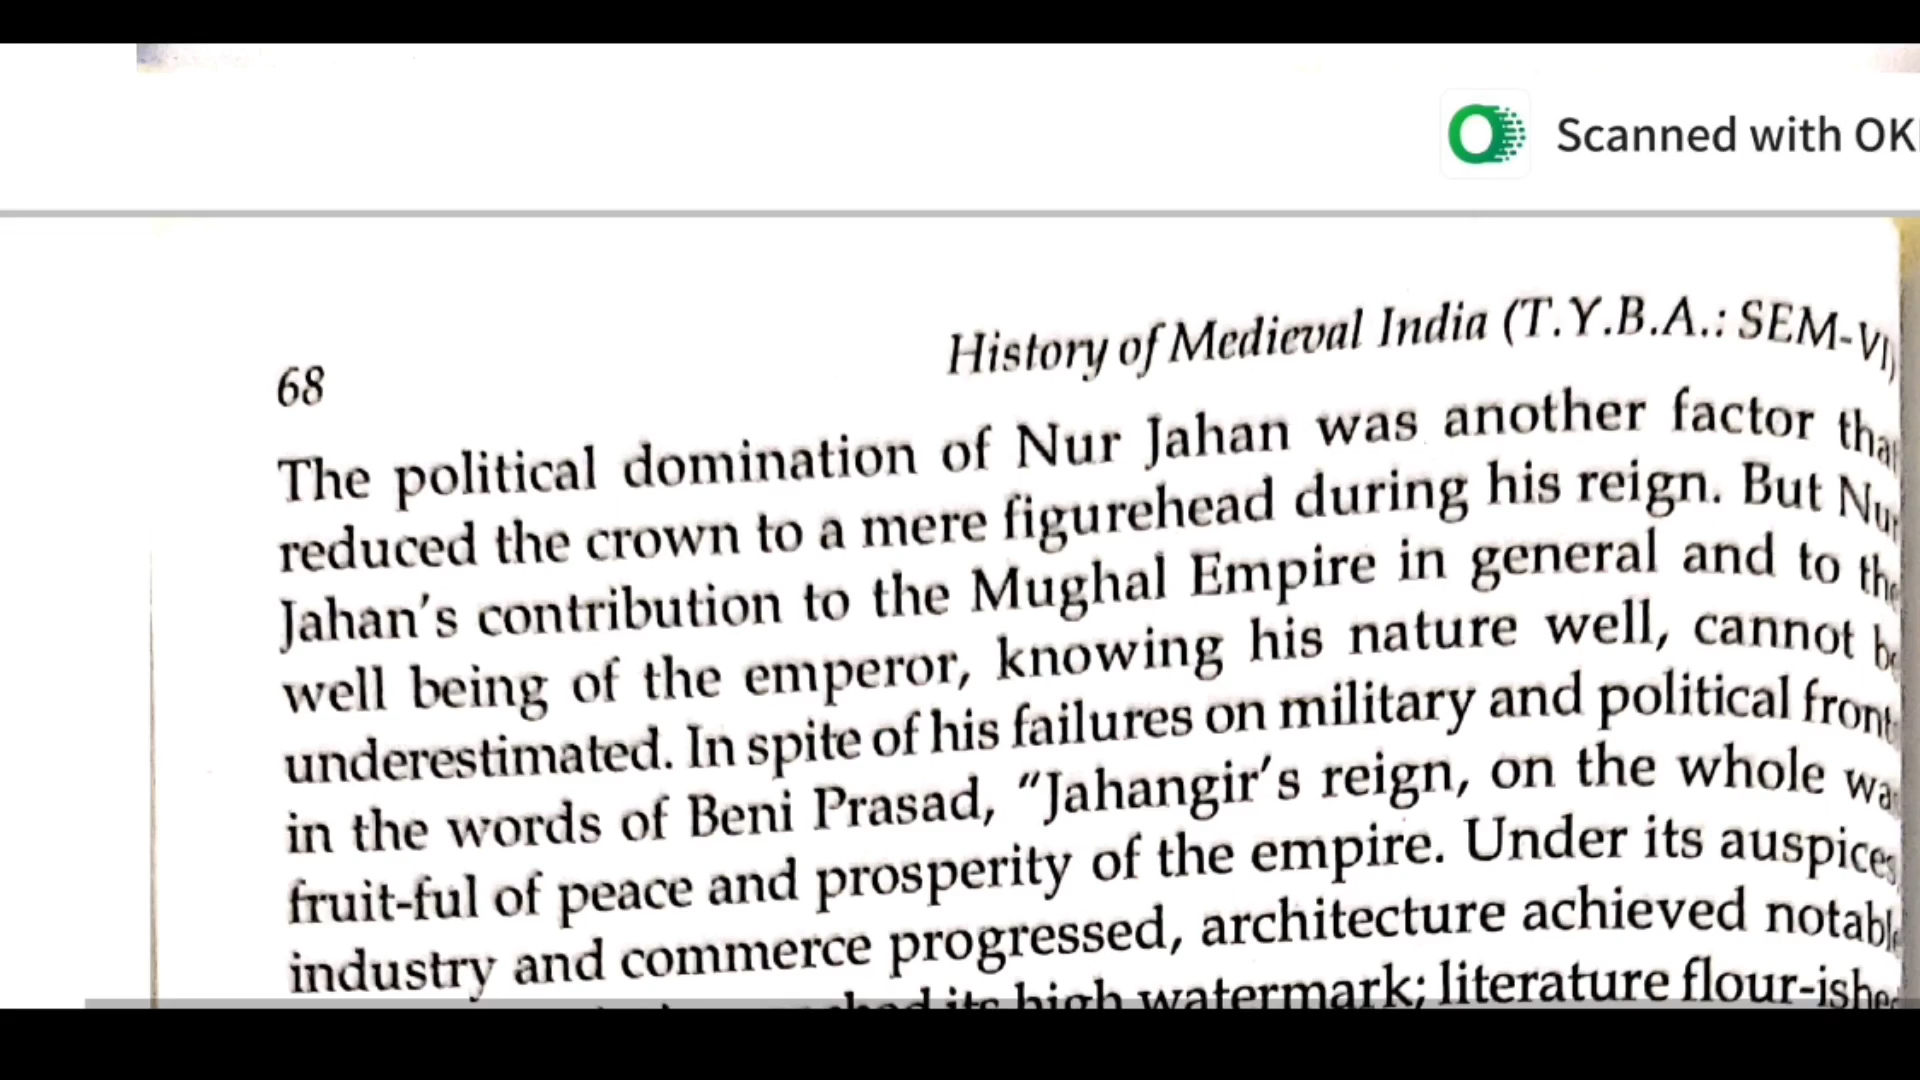 Scanned with OK
68
History of Medieval India (T.Y.B.A.: SEM-VI)
The political domination of Nur Jahan was another factor tha
reduced the crown to a mere figurehead during his reign. But Nur
Jahan's contribution to the Mughal Empire in general and to the
well being of the emperor, knowing his nature well, cannot be
underestimated. In spite of his failures on military and political front
in the words of Beni Prasad, "Jahangir's reign, on the whole wa
fruit-ful of peace and prosperity of the empire. Under its auspices
industry and commerce progressed, architecture achieved notable
its high watermark; literature flour-ishe